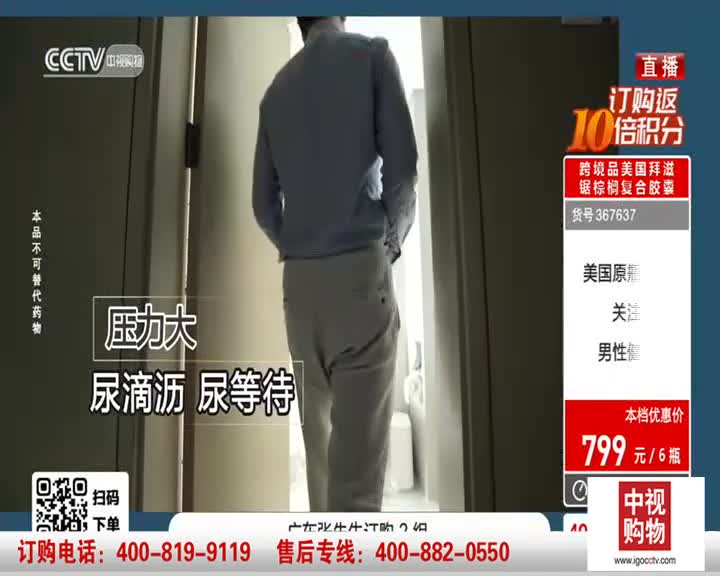 CCTV 中视购物
直播
订购返
10倍积分
跨境品美国拜滋
锯棕榈复合胶囊
货号367637
美国原
关注
男性健
本档优惠价
799 元/6瓶
本品不可替代药物
压力大
尿滴沥 尿等待
扫码
下单
广东张先生订购 2 组
中视
购物
www.igocctv.com
订购电话：400-819-9119 售后专线：400-882-0550